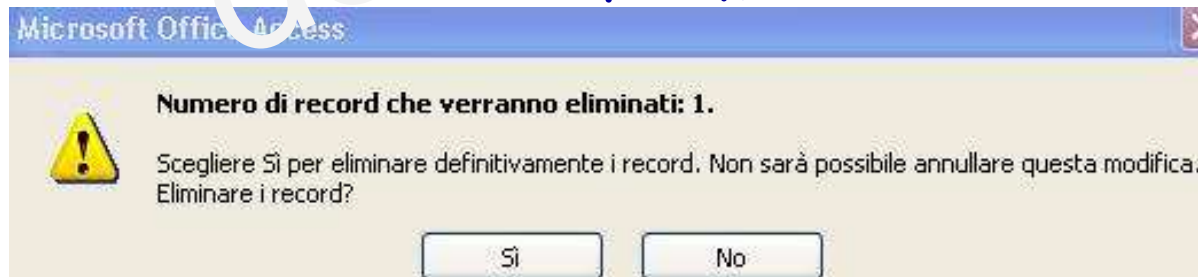 Microsoft Office Access
Numero di record che verranno eliminati: 1.
Scegliere Sì per eliminare definitivamente i record. Non sarà possibile annullare questa modifica.
Eliminare i record?
Sì
No